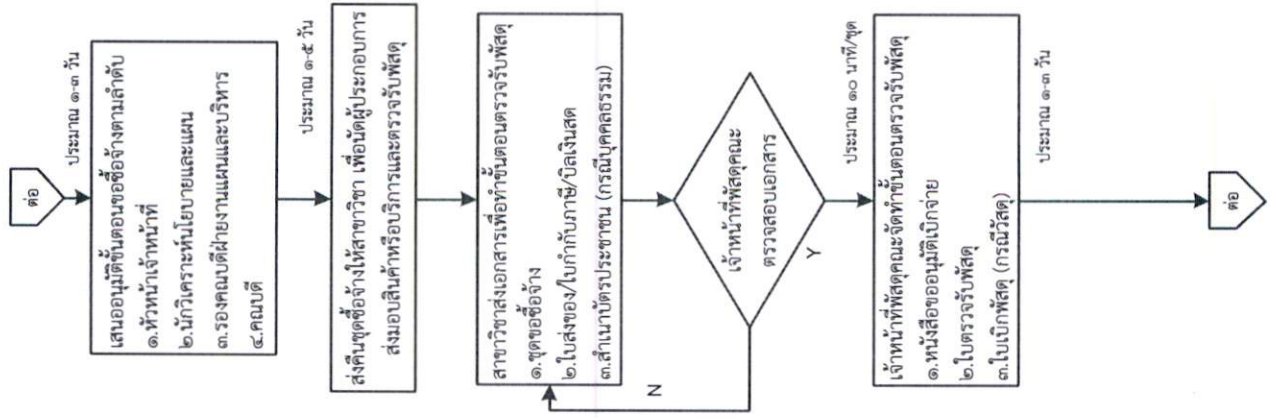 ต่อ
ประมาณ ๑-๓ วัน
เสนออนุมัติขั้นตอนขอซื้อจ้างตามลำดับ
๑.หัวหน้าเจ้าหน้าที่
๒.นักวิเคราะห์นโยบายและแผน
๓.รองคณบดีฝ่ายงานแผนและบริหาร
๔.คณบดี
ประมาณ ๑-๕ วัน
ส่งคืนชุดซื้อจ้างให้สาขาวิชา เพื่อนัดผู้ประกอบการ
ส่งมอบสินค้าหรือบริการและตรวจรับพัสดุ
สาขาวิชาส่งเอกสารเพื่อทำขั้นตอนตรวจรับพัสดุ
๑.ชุดขอซื้อจ้าง
๒.ใบส่งของ/ใบกำกับภาษี/บิลเงินสด
๓.สำเนาบัตรประชาชน (กรณีบุคคลธรรม)
เจ้าหน้าที่พัสดุคณะ
ตรวจสอบเอกสาร
N
Y
ประมาณ ๑๐ นาที/ชุด
เจ้าหน้าที่พัสดุคณะจัดทำขั้นตอนตรวจรับพัสดุ
๑.หนังสือขออนุมัติเบิกจ่าย
๒.ใบตรวจรับพัสดุ
๓.ใบเบิกพัสดุ (กรณีวัสดุ)
ประมาณ ๑-๓ วัน
ต่อ